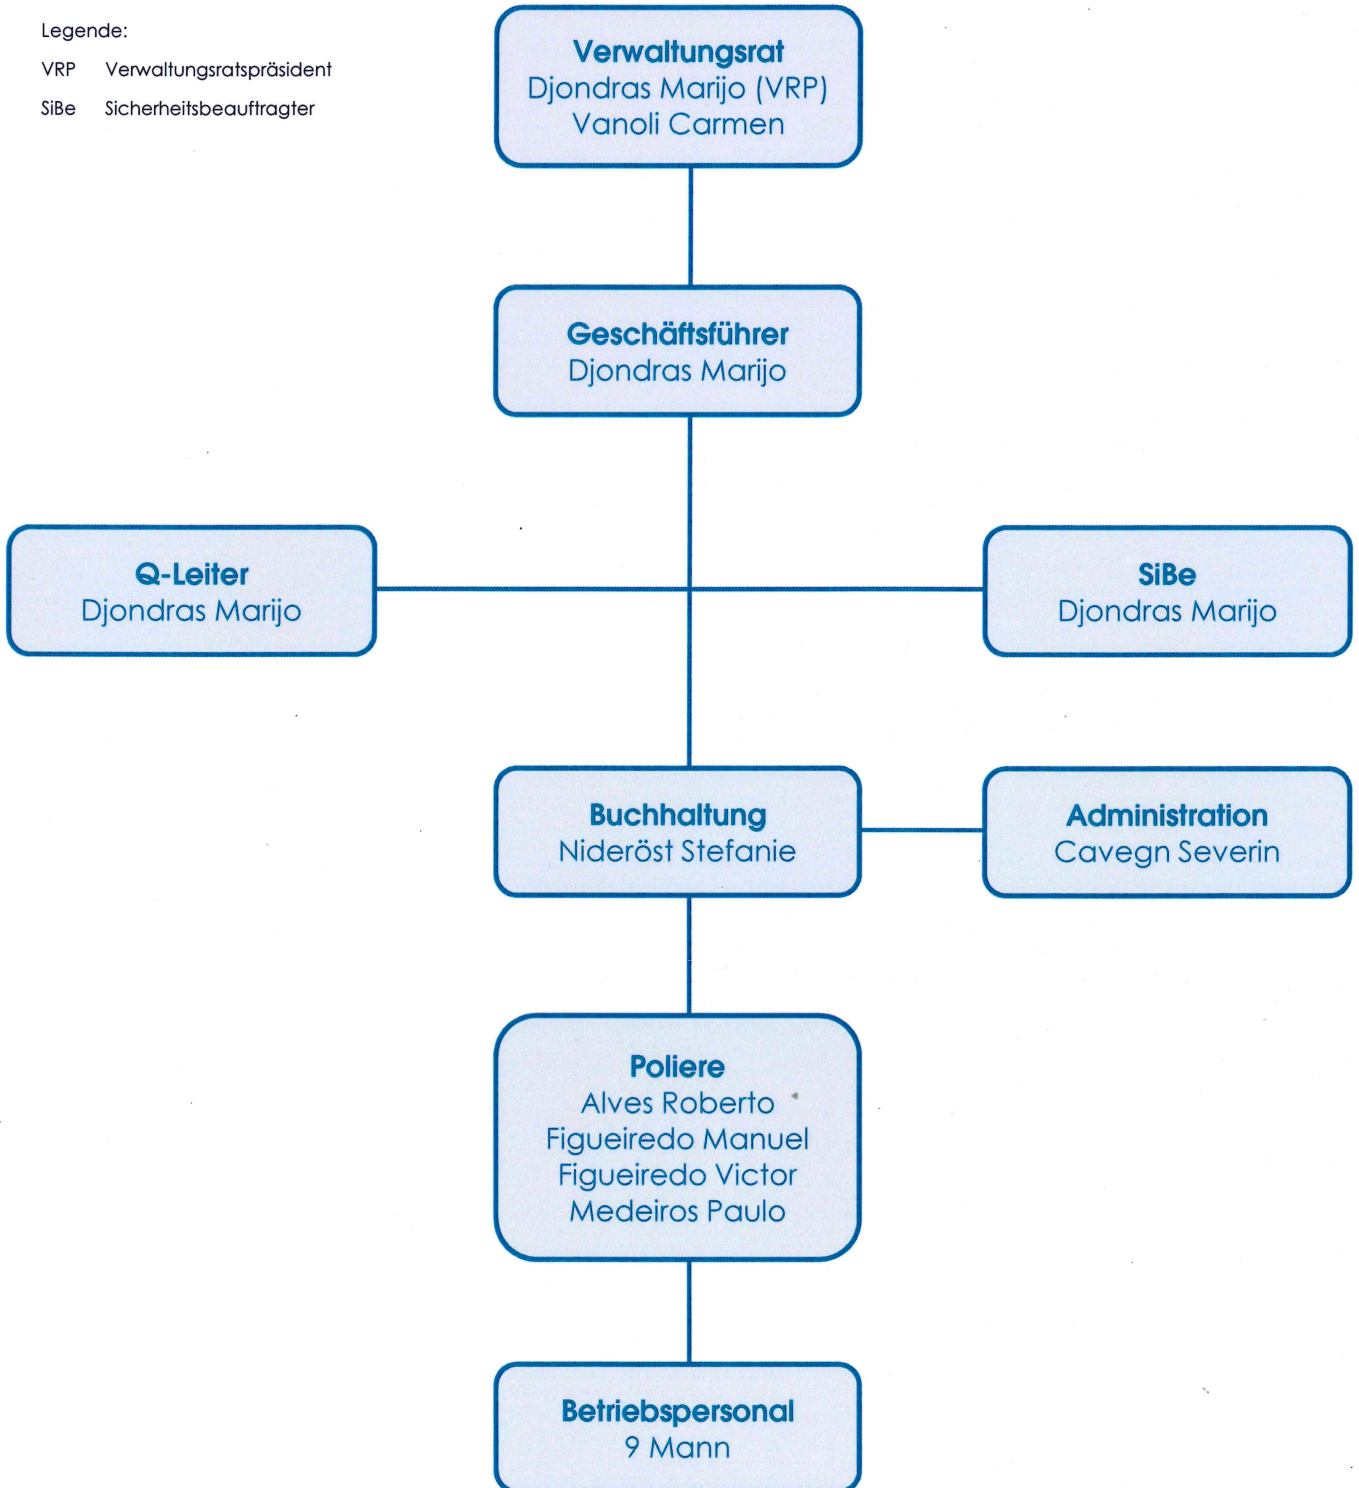 Legende:
VRP Verwaltungsratspräsident
SiBe Sicherheitsbeauftragter
Verwaltungsrat
Djondras Marijo (VRP)
Vanoli Carmen
Geschäftsführer
Djondras Marijo
Q-Leiter
Djondras Marijo
SiBe
Djondras Marijo
Buchhaltung
Nideröst Stefanie
Administration
Cavegn Severin
Poliere
Alves Roberto
Figueiredo Manuel
Figueiredo Victor
Medeiros Paulo
Betriebspersonal
9 Mann